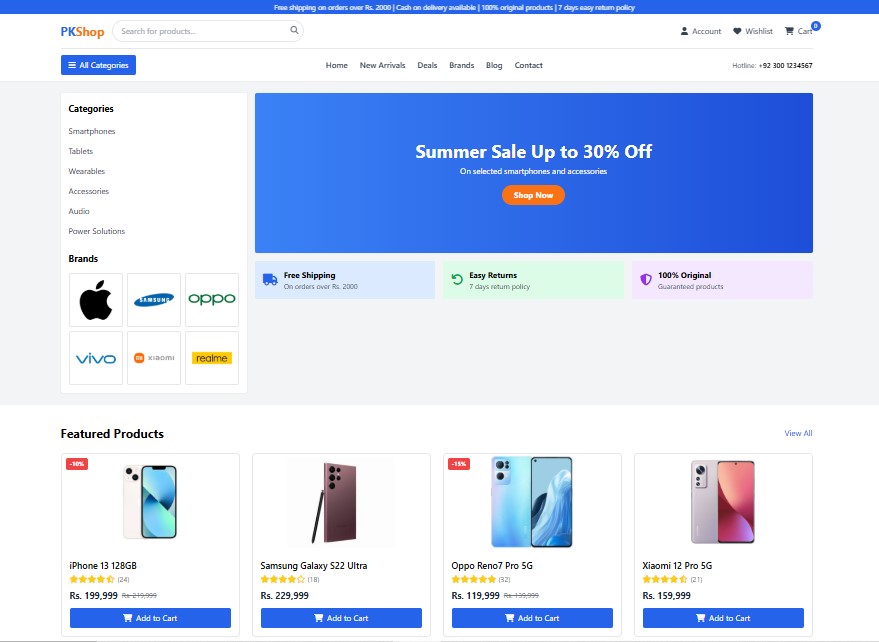 Free shipping on orders over Rs. 2000 | Cash on delivery available | 100% original products | 7 days easy return policy
PKShop
Search for products...
Account
Wishlist
Cart
0
All Categories
Home
New Arrivals
Deals
Brands
Blog
Contact
Hotline: +92 300 1234567
Categories
Smartphones
Tablets
Wearables
Accessories
Audio
Power Solutions
Brands
SAMSUNG
oppo
vivo
mi xiaomi
realme
Summer Sale Up to 30% Off
On selected smartphones and accessories
Shop Now
Free Shipping
On orders over Rs. 2000
Easy Returns
7 days return policy
100% Original
Guaranteed products
Featured Products
View All
-10%
iPhone 13 128GB
(24)
Rs. 199,999 Rs. 219,999
Add to Cart
Samsung Galaxy S22 Ultra
(18)
Rs. 229,999
Add to Cart
-15%
Oppo Reno7 Pro 5G
(32)
Rs. 119,999 Rs. 139,999
Add to Cart
Xiaomi 12 Pro 5G
(21)
Rs. 159,999
Add to Cart